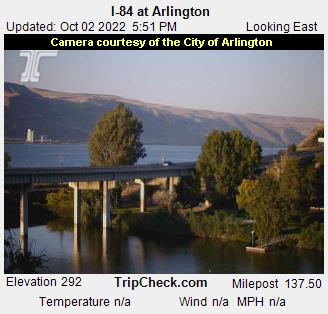 I-84 at Arlington
Updated: Oct 02 2022 5:51 PM Looking East
Camera courtesy of the City of Arlington
Elevation 292 TripCheck.com Milepost 137.50
Temperature n/a Wind n/a MPH n/a